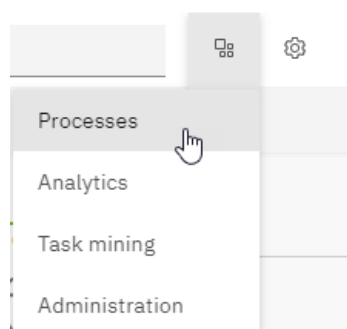 Processes
Analytics
Task mining
Administration